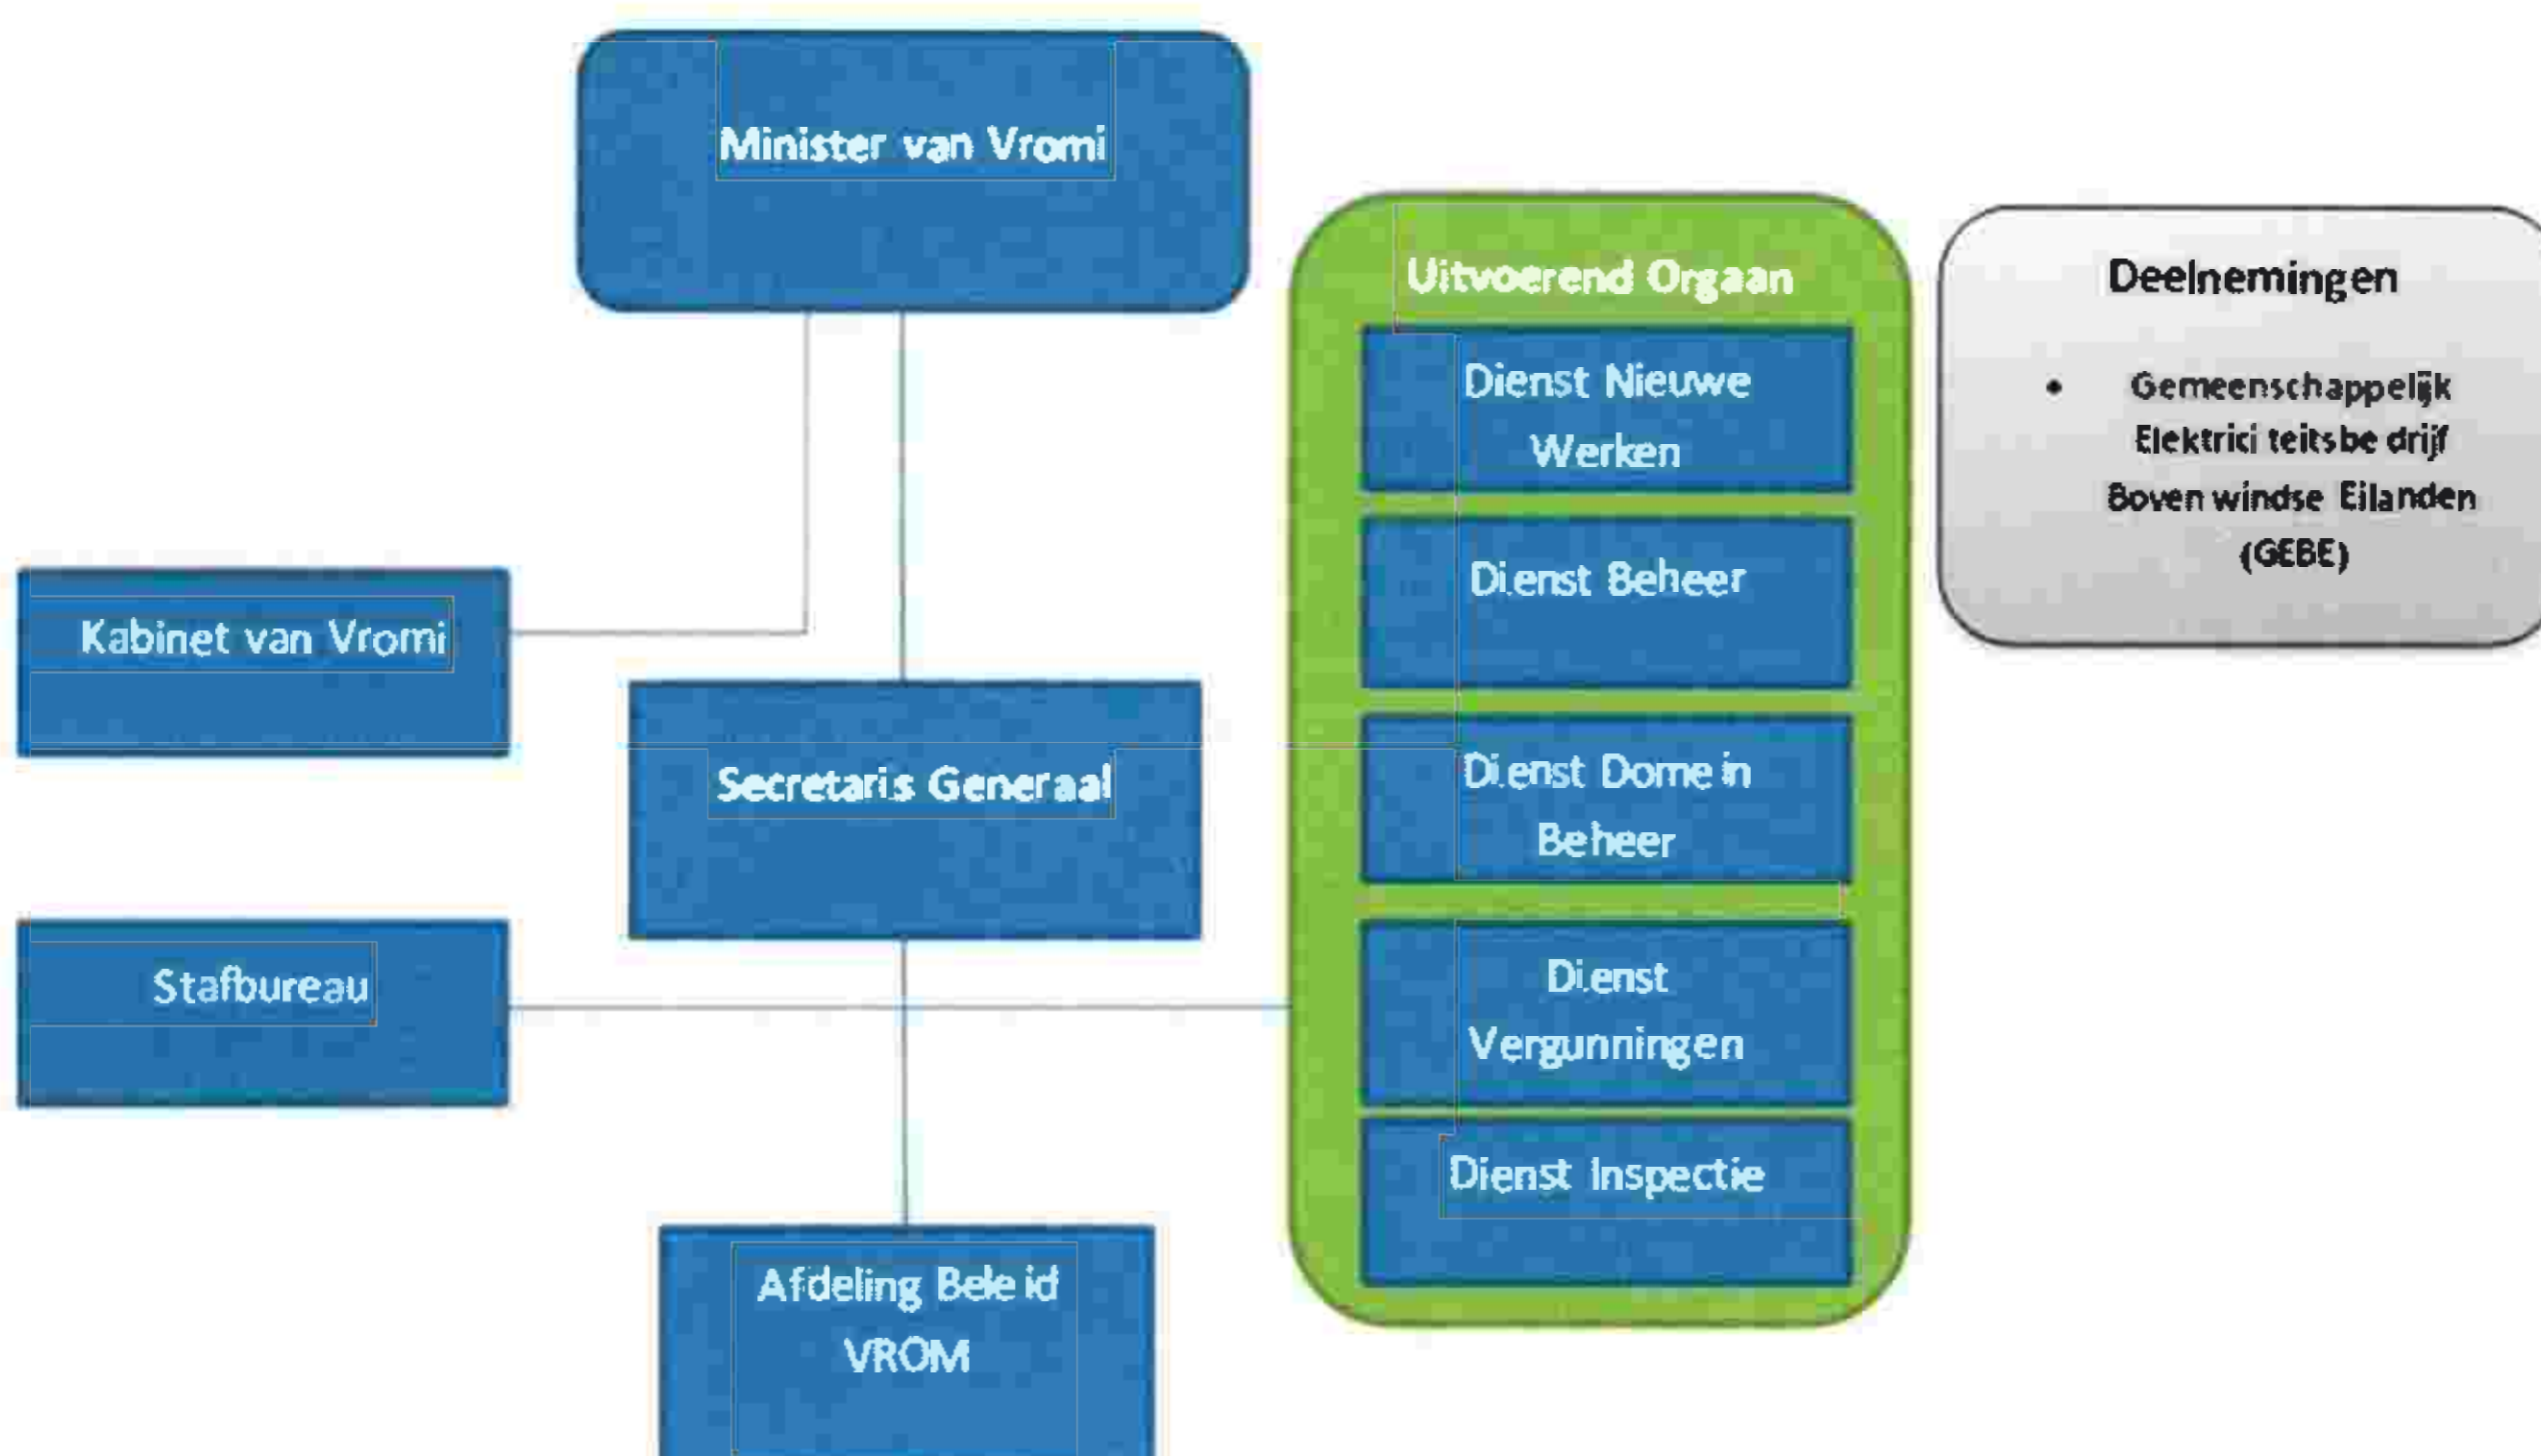 Minister van Vromi
Kabinet van Vromi
Secretaris Generaal
Stafbureau
Afdeling Beleid
VROM
Uitvoerend Orgaan
Dienst Nieuwe
Werken
Dienst Beheer
Dienst Domein
Beheer
Dienst
Vergunningen
Dienst Inspectie
Deelnemingen
• Gemeenschappelijk
Elektriciteitsbedrijf
Bovenwindse Eilanden
(GEBE)